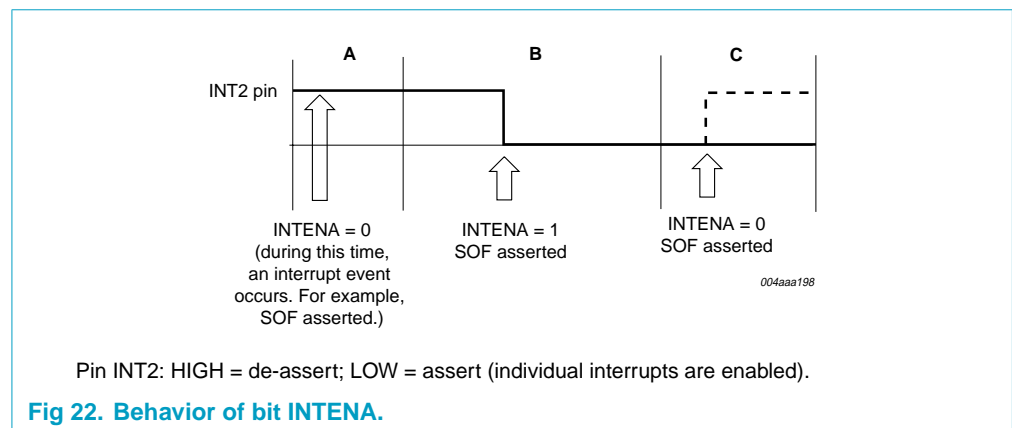 A
B
C
INT2 pin
INTENA = 0
(during this time,
an interrupt event
occurs. For example,
SOF asserted.)
INTENA = 1
SOF asserted
INTENA = 0
SOF asserted
004aaa198
Pin INT2: HIGH = de-assert; LOW = assert (individual interrupts are enabled).
Fig 22. Behavior of bit INTENA.